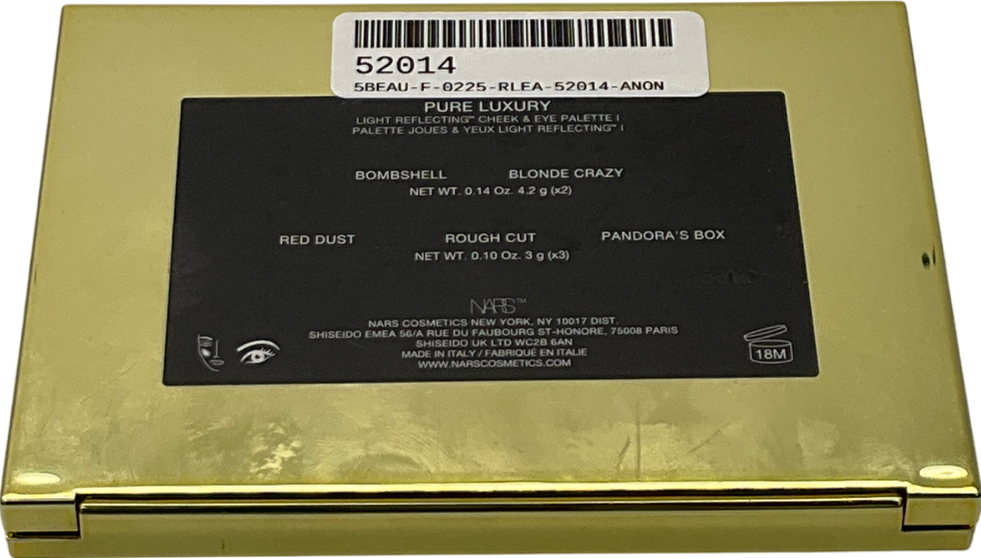 52014
5BEAU-F-0225-RLEA-52014-ANON
PURE LUXURY
LIGHT REFLECTING™ CHEEK & EYE PALETTE I
PALETTE JOUES & YEUX LIGHT REFLECTING™ I
BOMBSHELL BLONDE CRAZY
NET WT. 0.14 Oz. 4.2 g (x2)
RED DUST ROUGH CUT PANDORA'S BOX
NET WT. 0.10 Oz. 3 g (x3)
NARS™
NARS COSMETICS NEW YORK, NY 10017 DIST.
SHISEIDO EMEA 56/A RUE DU FAUBOURG ST-HONORE, 75008 PARIS
SHISEIDO UK LTD WC2B 6AN
MADE IN ITALY / FABRIQUÉ EN ITALIE
WWW.NARSCOSMETICS.COM
18M